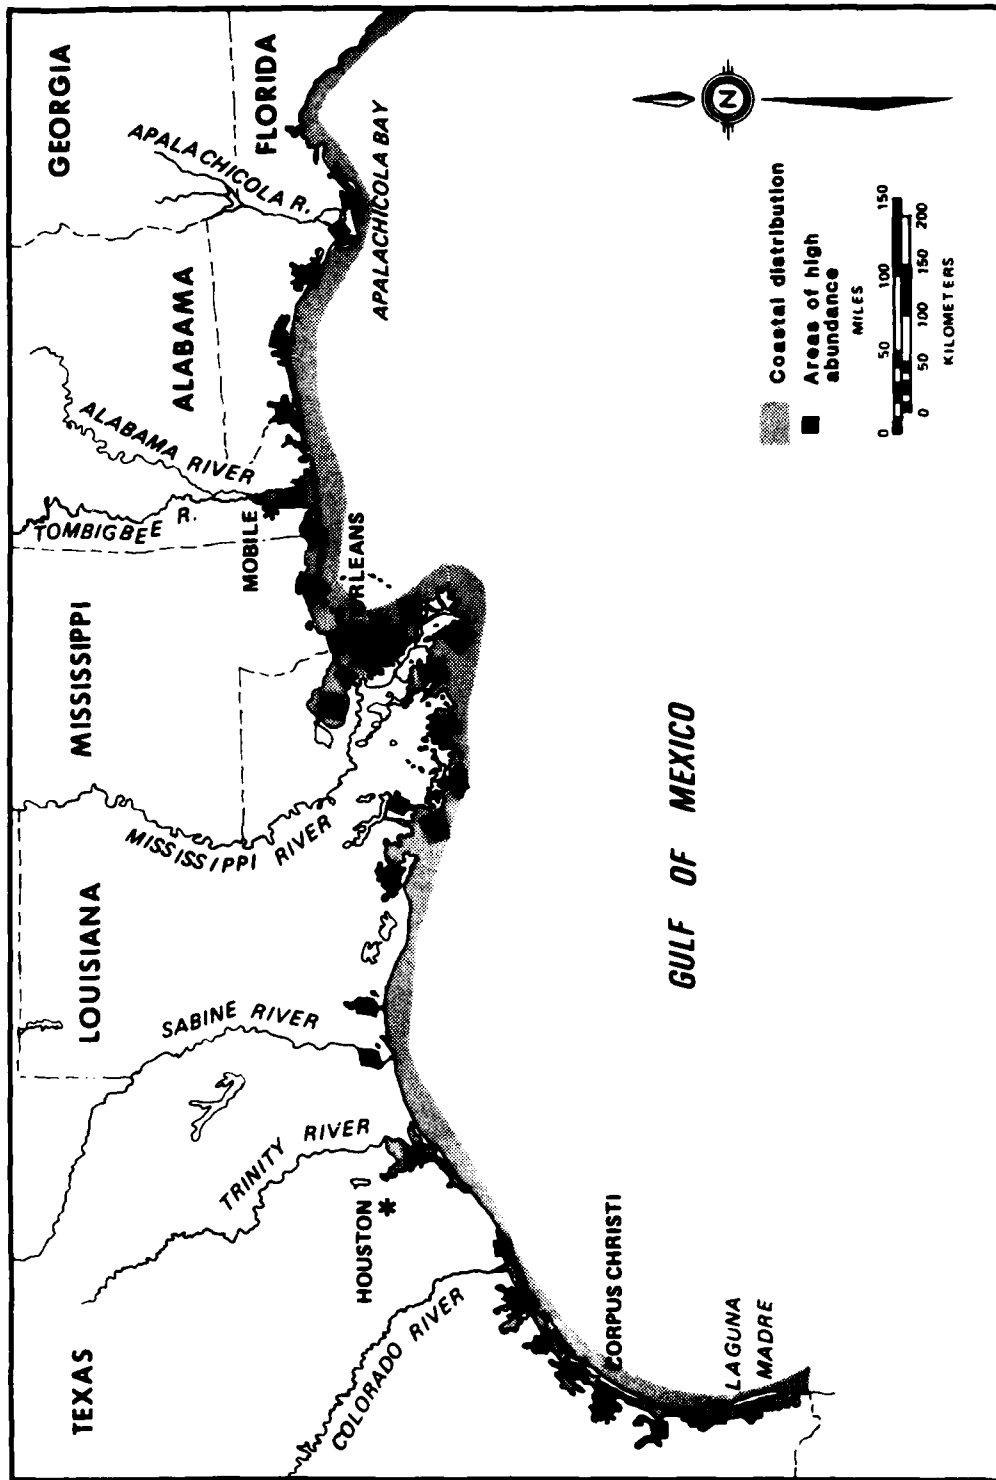 TEXAS
LOUISIANA
MISSISSIPPI
ALABAMA
GEORGIA
FLORIDA
COLORADO RIVER
TRINITY RIVER
SABINE RIVER
MISSISSIPPI RIVER
TOMBIGBEE R.
ALABAMA RIVER
APALACHICOLA R.
HOUSTON
MOBILE
ORLEANS
CORPUS CHRISTI
LAGUNA
MADRE
APALACHICOLA BAY
GULF OF MEXICO
N
Coastal distribution
Areas of high
abundance
MILES
0 50 100 150
0 50 100 150 200
KILOMETERS